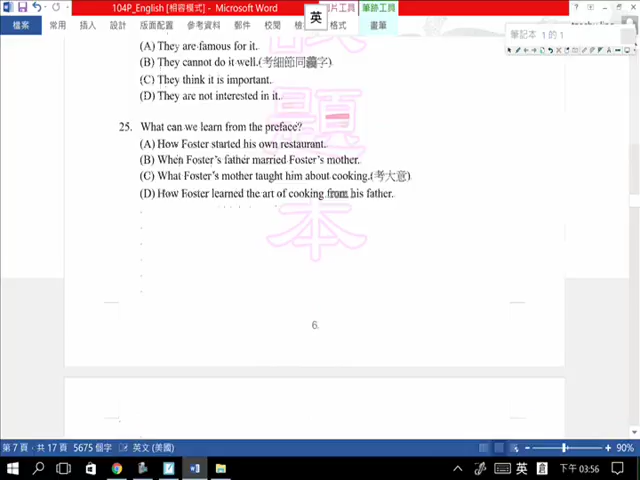 104P_English [相容模式] - Microsoft Word
筆跡工具
英
檔案 常用 插入 設計 版面配置 參考資料 郵件 校閱 格式 畫筆
筆記本 1 的 1
(A) They are famous for it.
(B) They cannot do it well.(考細節同義字)
(C) They think it is important.
(D) They are not interested in it.
25. What can we learn from the preface?
(A) How Foster started his own restaurant.
(B) When Foster's father married Foster's mother.
(C) What Foster's mother taught him about cooking.(考大意)
(D) How Foster learned the art of cooking from his father.
題
本
6
第 7 頁，共 17 頁 5675 個字 英文 (美國) 90%
英 下午 03:56